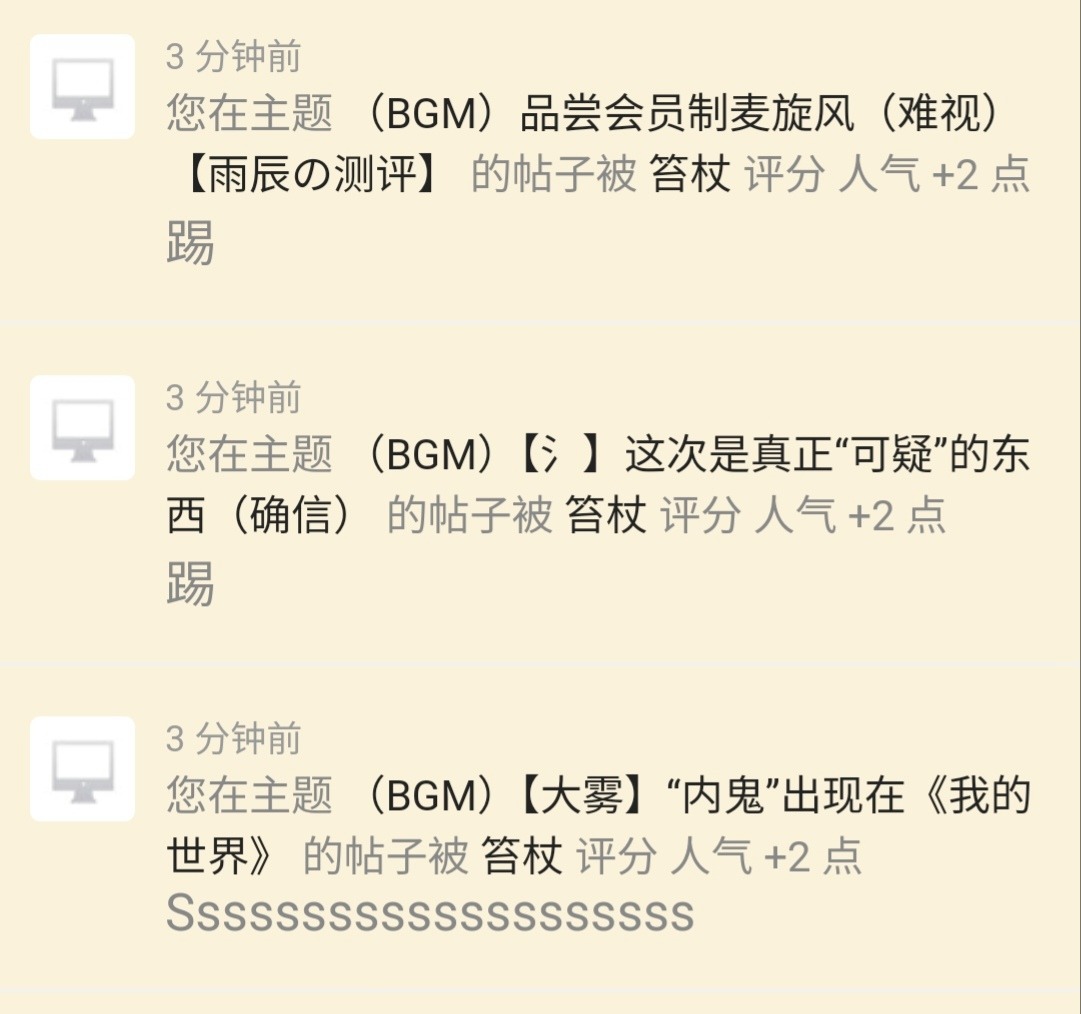 3 分钟前
您在主题 （BGM）品尝会员制麦旋风（难视）
【雨辰の测评】 的帖子被 笞杖 评分 人气 +2 点
踢
3 分钟前
您在主题 （BGM）【氵】这次是真正“可疑”的东
西（确信） 的帖子被 笞杖 评分 人气 +2 点
踢
3 分钟前
您在主题 （BGM）【大雾】“内鬼”出现在《我的
世界》 的帖子被 笞杖 评分 人气 +2 点
Sssssssssssssssssssss